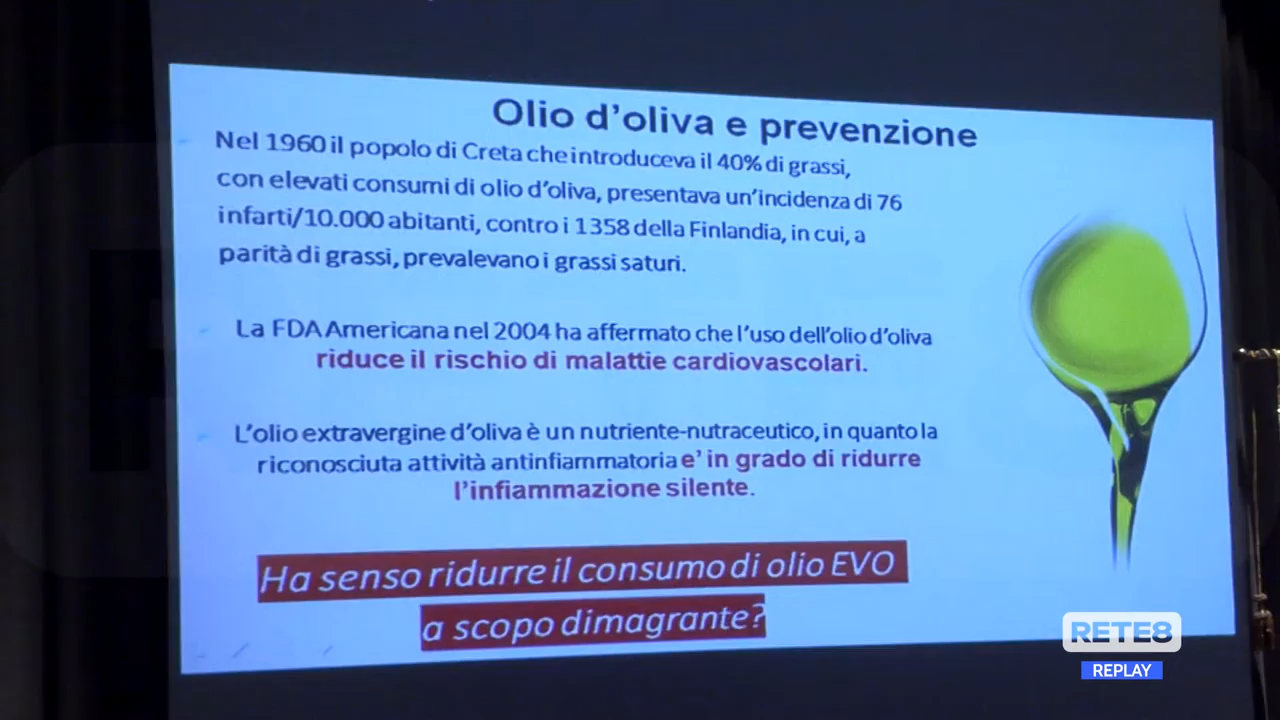 Olio d'oliva e prevenzione
Nel 1960 il popolo di Creta che introduceva il 40% di grassi,
con elevati consumi di olio d'oliva, presentava un'incidenza di 76
infarti/10.000 abitanti, contro i 1358 della Finlandia, in cui, a
parità di grassi, prevalevano i grassi saturi.
La FDA Americana nel 2004 ha affermato che l'uso dell'olio d'oliva
riduce il rischio di malattie cardiovascolari.
L'olio extravergine d'oliva è un nutriente-nutraceutico, in quanto la
riconosciuta attività antinfiammatoria e' in grado di ridurre
l'infiammazione silente.
Ha senso ridurre il consumo di olio EVO
a scopo dimagrante?
RETE8
REPLAY